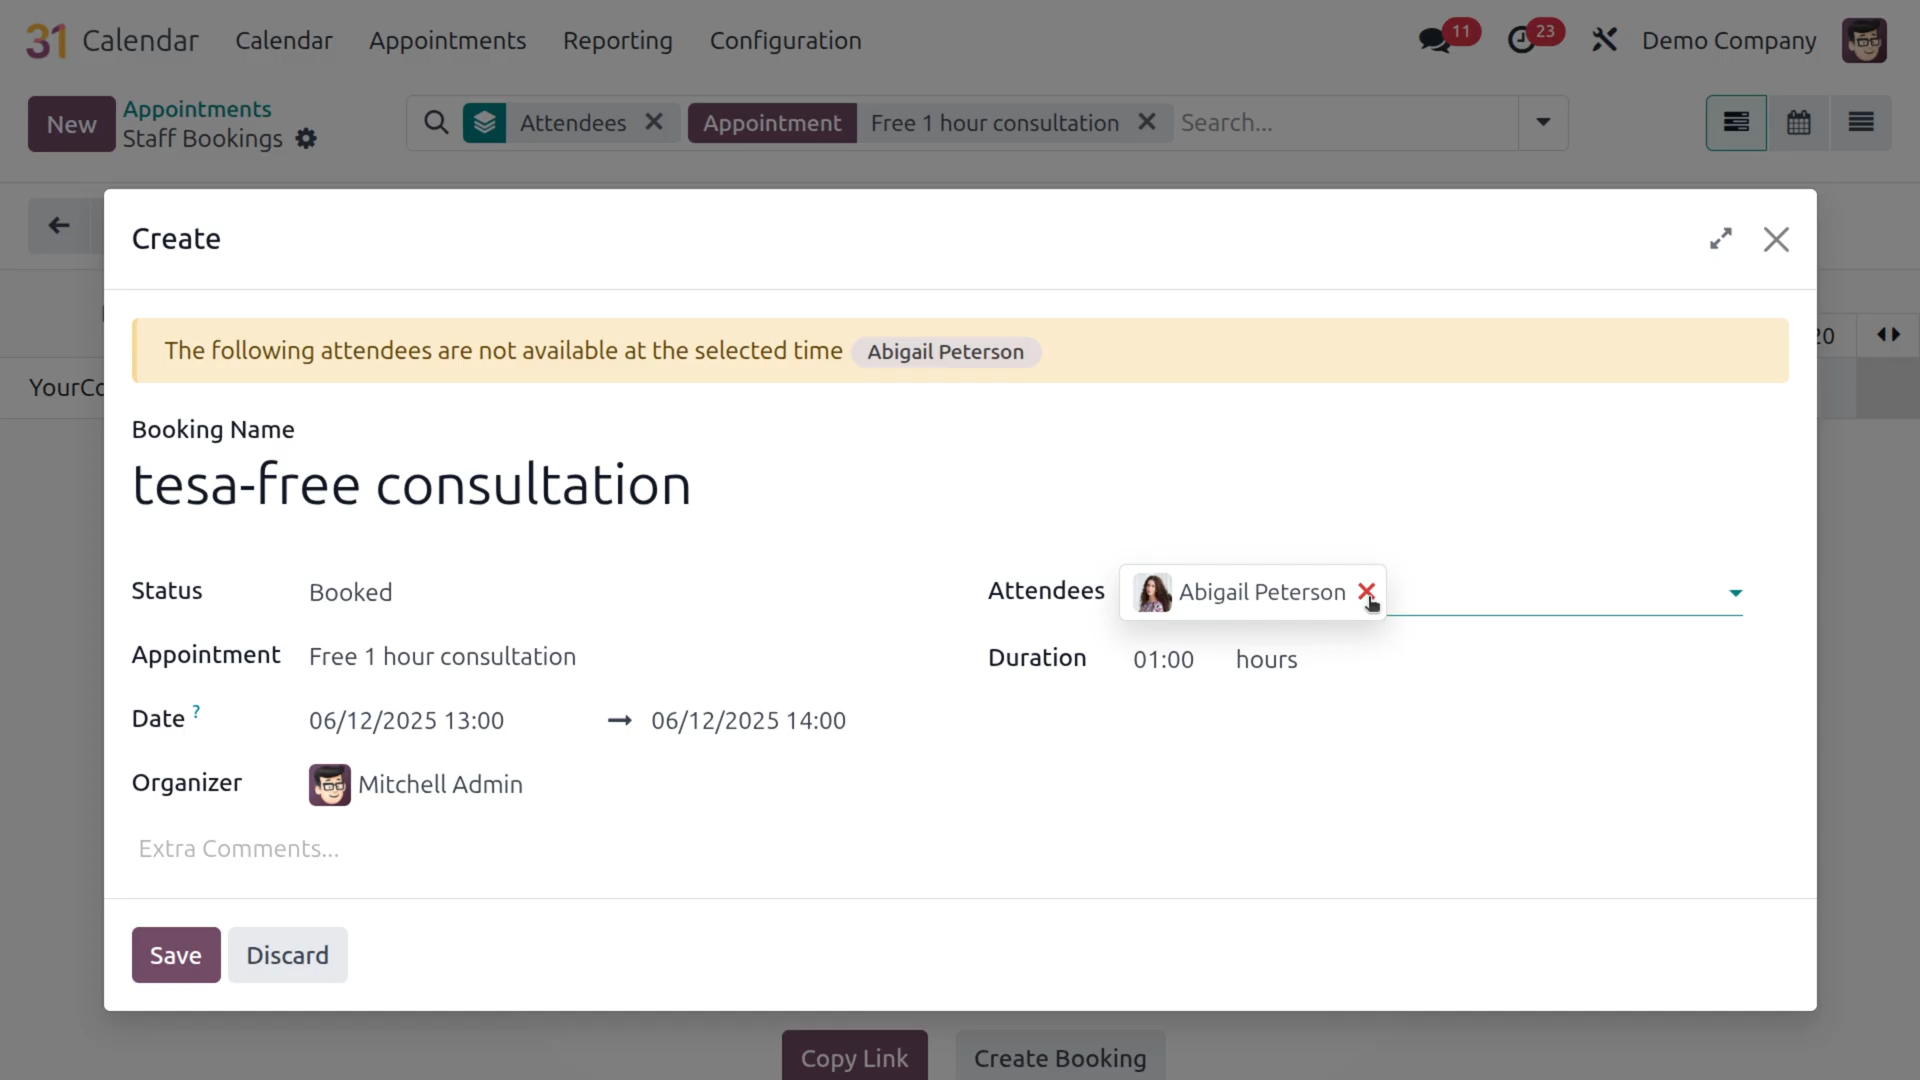 31 Calendar Calendar Appointments Reporting Configuration 11 23 Demo Company
New Appointments Attendees Appointment Free 1 hour consultation Search...
Staff Bookings
Create
The following attendees are not available at the selected time Abigail Peterson
20
YourCo
Booking Name
tesa-free consultation
Status Booked Attendees Abigail Peterson
Appointment Free 1 hour consultation Duration 01:00 hours
Date ? 06/12/2025 13:00 → 06/12/2025 14:00
Organizer Mitchell Admin
Extra Comments...
Save Discard
Copy Link Create Booking